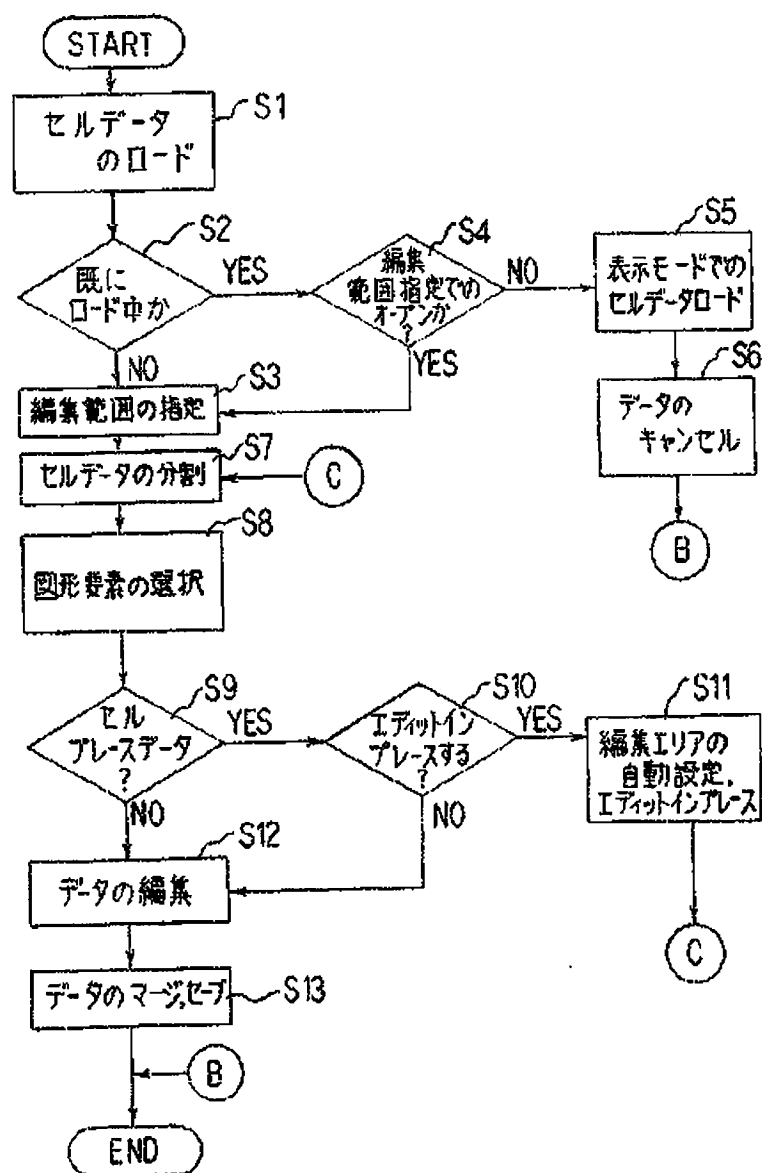 START
セルデータ
のロード
S1
既に
ロード中か
S2
YES
NO
編集
範囲指定での
オープンか
?
S4
NO
YES
表示モードでの
セルデータロード
S5
データの
キャンセル
S6
B
編集範囲の指定
S3
セルデータの分割
S7
C
図形要素の選択
S8
セル
プレースデータ
?
S9
YES
NO
エディットイン
プレースする
?
S10
YES
NO
編集エリアの
自動設定,
エディットインプレース
S11
C
データの編集
S12
データのマージ,セーブ
S13
B
END